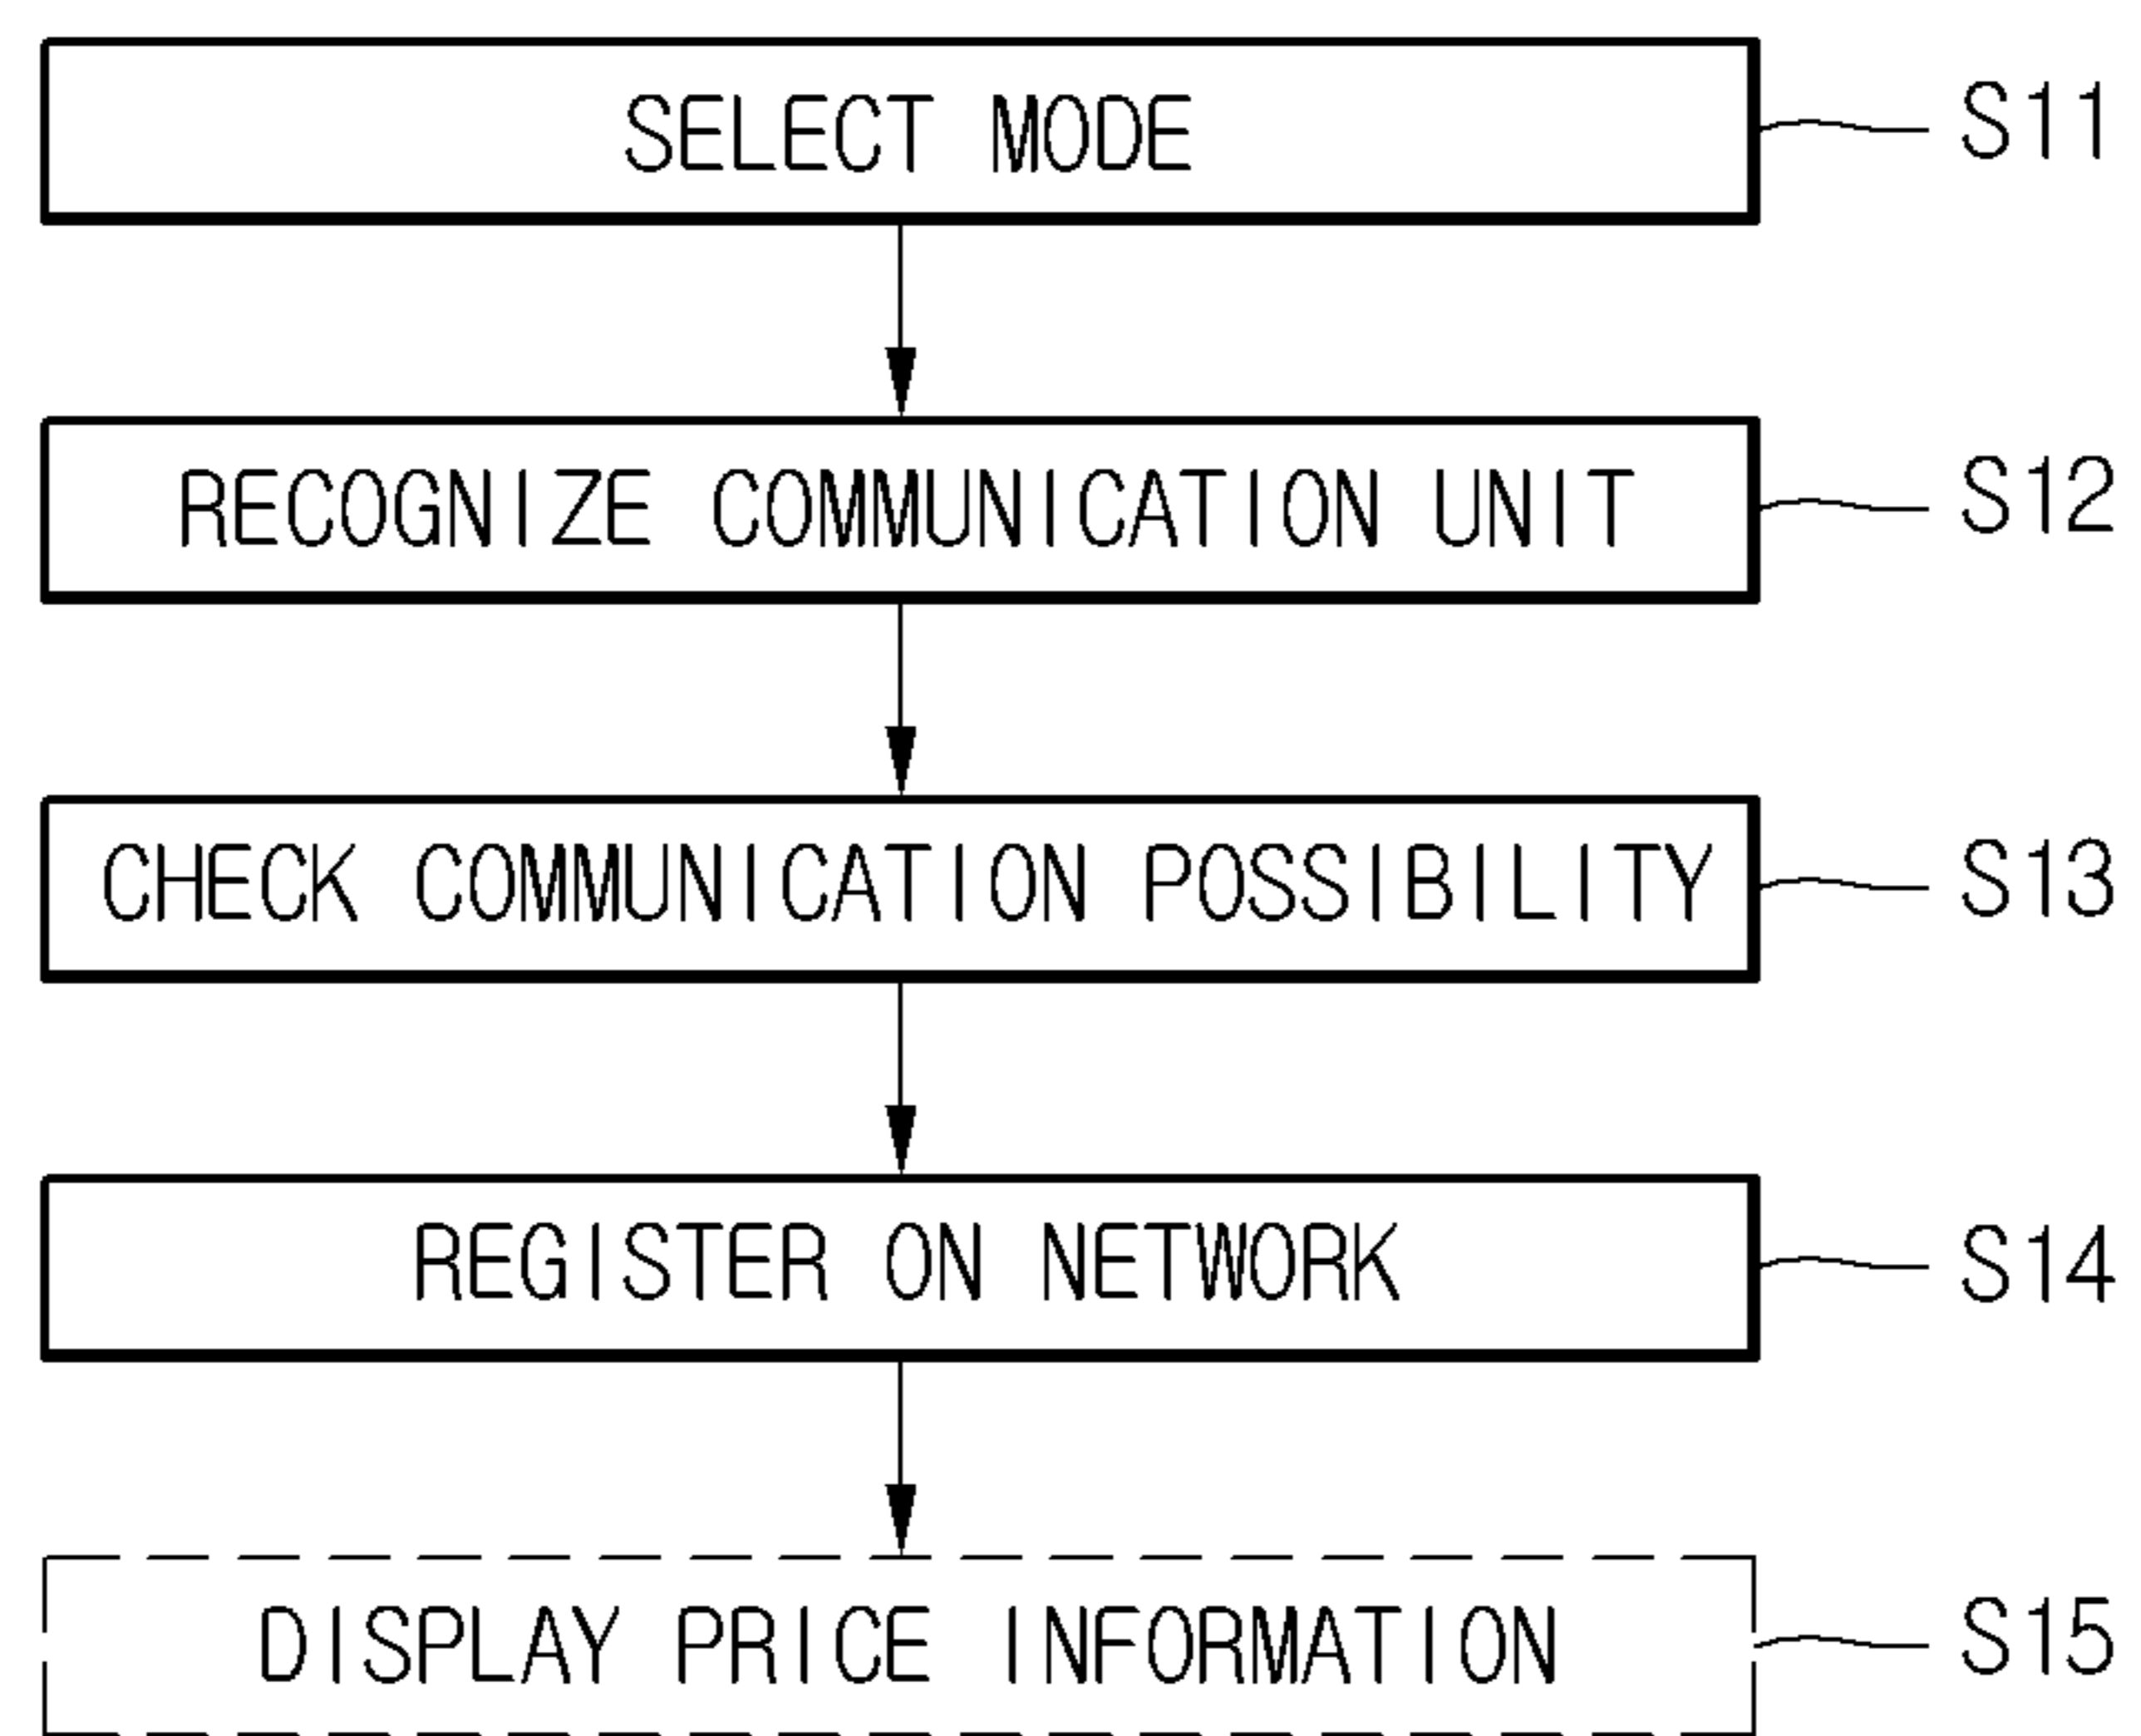 SELECT MODE S11
RECOGNIZE COMMUNICATION UNIT S12
CHECK COMMUNICATION POSSIBILITY S13
REGISTER ON NETWORK S14
DISPLAY PRICE INFORMATION S15